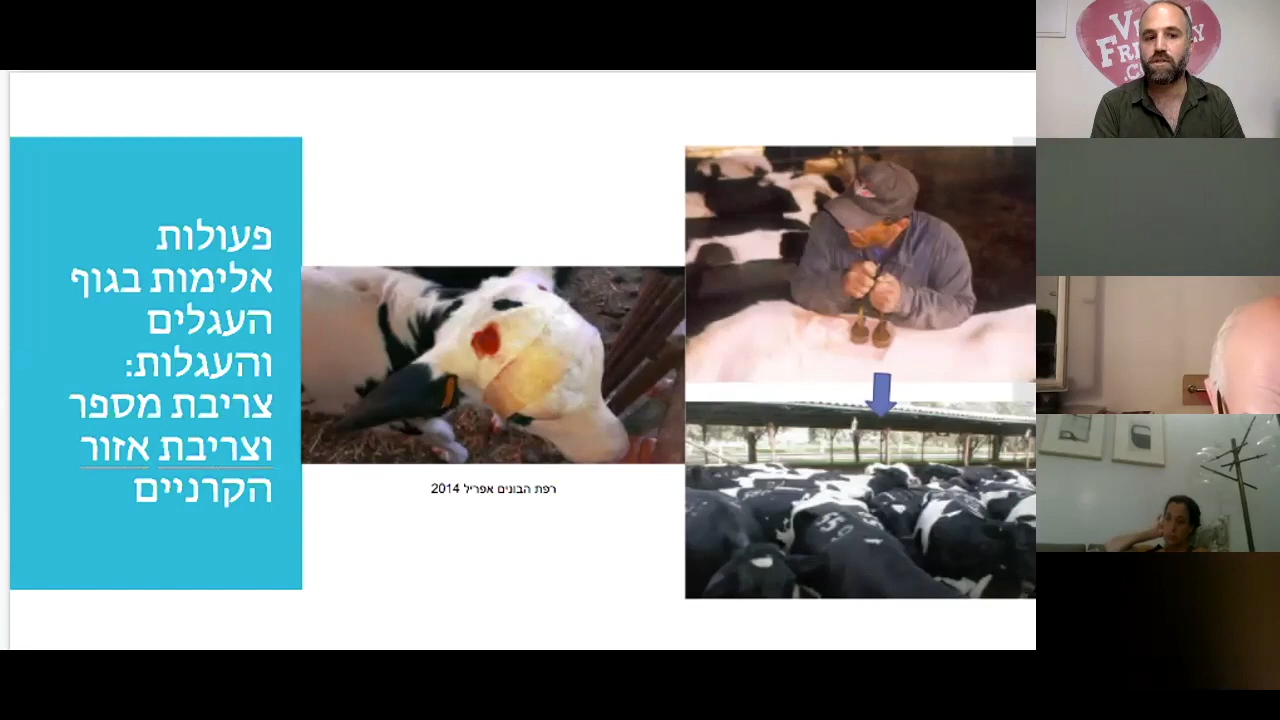 פעולות
אלימות בגוף
העגלים
והעגלות:
צריבת מספר
וצריבת אזור
הקרניים
רפת הבונים אפריל 2014